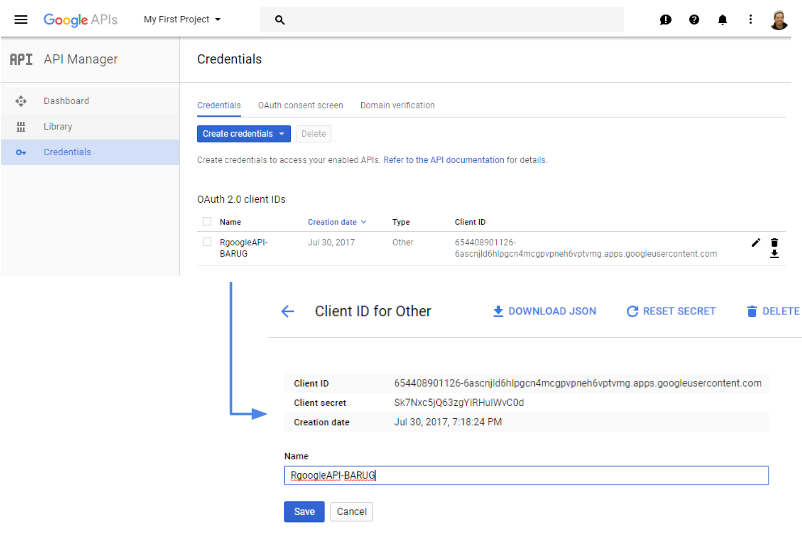 Google APIs My First Project
API API Manager Credentials
Dashboard
Library
Credentials
Credentials OAuth consent screen Domain verification
Create credentials Delete
Create credentials to access your enabled APIs. Refer to the API documentation for details.
OAuth 2.0 client IDs
Name Creation date Type Client ID
RgoogleAPI- Jul 30, 2017 Other 654408901126-
BARUG 6ascnjld6hlpgcn4mcgpvpneh6vptvmg.apps.googleusercontent.com
Client ID for Other DOWNLOAD JSON RESET SECRET DELETE
Client ID 654408901126-6ascnjld6hlpgcn4mcgpvpneh6vptvmg.apps.googleusercontent.com
Client secret Sk7Nxc5jQ63zgYiRHulWvC0d
Creation date Jul 30, 2017, 7:18:24 PM
Name
RgoogleAPI-BARUG
Save Cancel